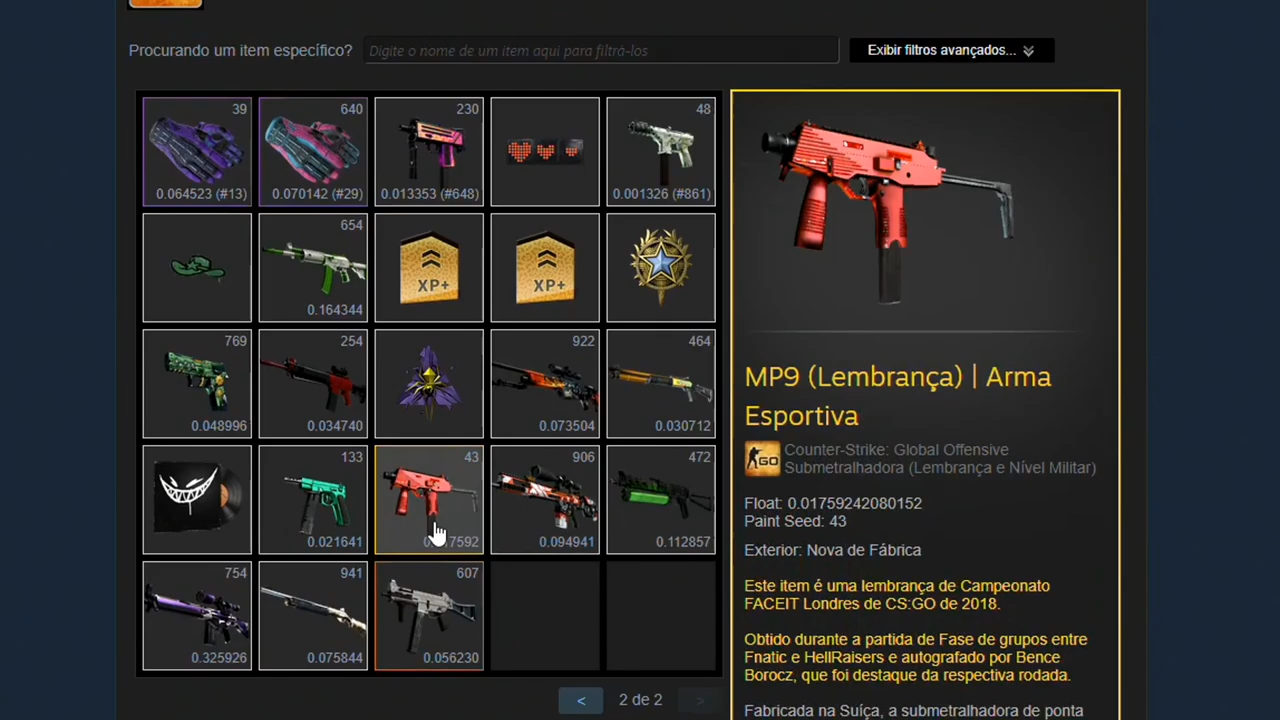 Procurando um item específico?
Digite o nome de um item aqui para filtrá-los
Exibir filtros avançados...
39
0.064523 (#13)
640
0.070142 (#29)
230
0.013353 (#648)
48
0.001326 (#861)
654
0.164344
XP+
XP+
769
0.048996
254
0.034740
922
0.073504
464
0.030712
133
0.021641
43
7592
906
0.094941
472
0.112857
754
0.325926
941
0.075844
607
0.056230
< 2 de 2 >
MP9 (Lembrança) | Arma
Esportiva
GO
Counter-Strike: Global Offensive
Submetralhadora (Lembrança e Nível Militar)
Float: 0.01759242080152
Paint Seed: 43
Exterior: Nova de Fábrica
Este item é uma lembrança de Campeonato
FACEIT Londres de CS:GO de 2018.
Obtido durante a partida de Fase de grupos entre
Fnatic e HellRaisers e autografado por Bence
Borocz, que foi destaque da respectiva rodada.
Fabricada na Suíça, a submetralhadora de ponta